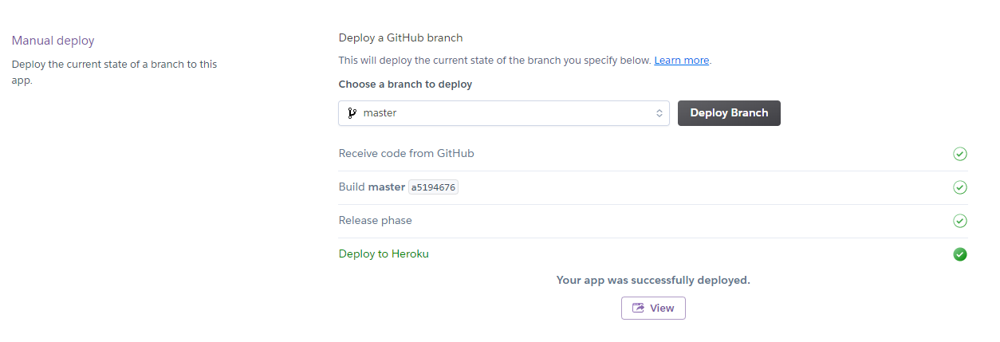 Manual deploy
Deploy the current state of a branch to this
app.
Deploy a GitHub branch
This will deploy the current state of the branch you specify below. Learn more.
Choose a branch to deploy
master
Deploy Branch
Receive code from GitHub
Build master a5194676
Release phase
Deploy to Heroku
Your app was successfully deployed.
View